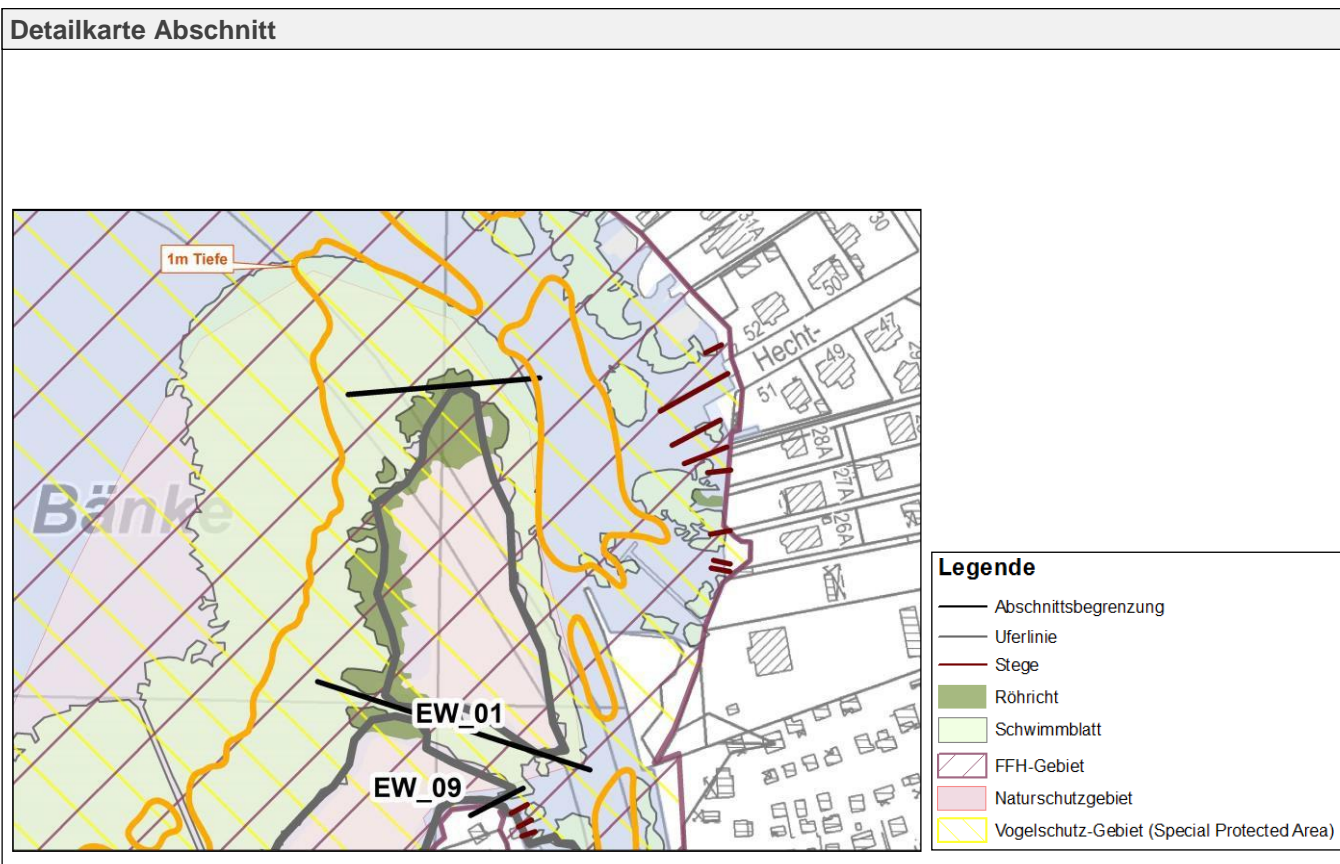 Detailkarte Abschnitt
1m Tiefe
31A
30
50
52
Hecht-
47
49
51
28A
27A
26A
Bänke
EW_01
EW_09
Legende
Abschnittsbegrenzung
Uferlinie
Stege
Röhricht
Schwimmblatt
FFH-Gebiet
Naturschutzgebiet
Vogelschutz-Gebiet (Special Protected Area)